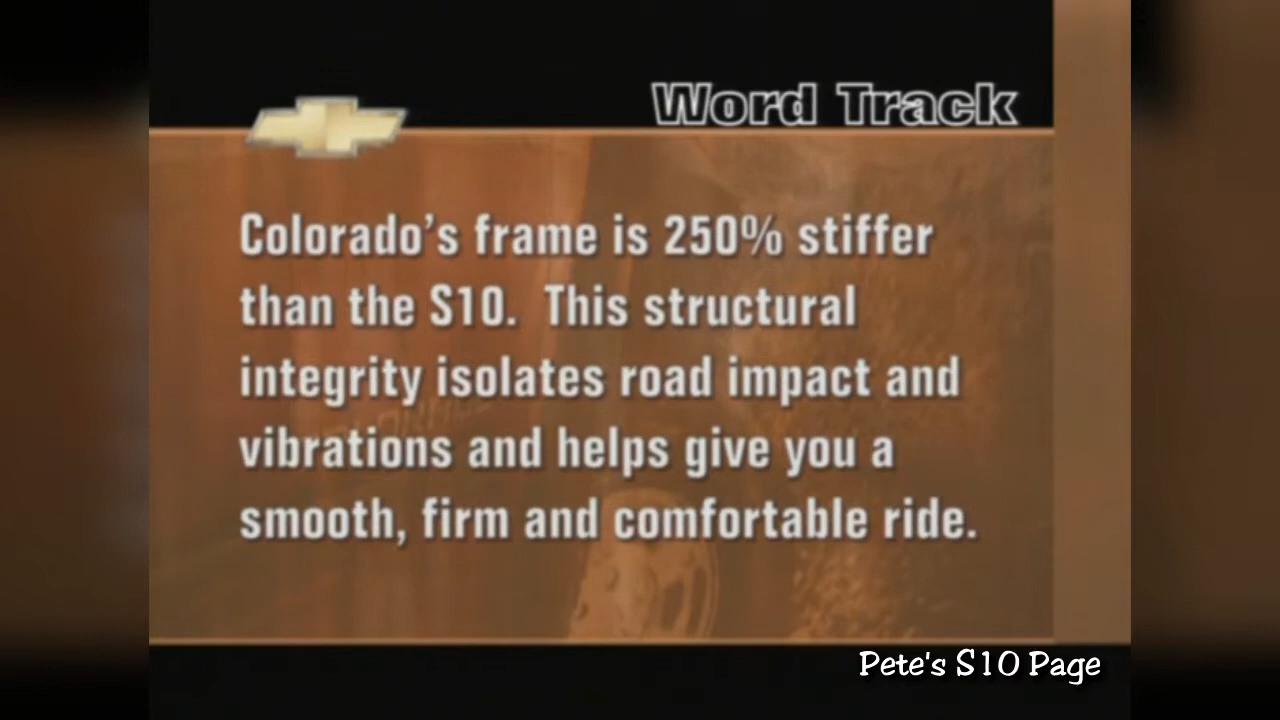 Word Track
Colorado's frame is 250% stiffer
than the S10. This structural
integrity isolates road impact and
vibrations and helps give you a
smooth, firm and comfortable ride.
Pete's S10 Page